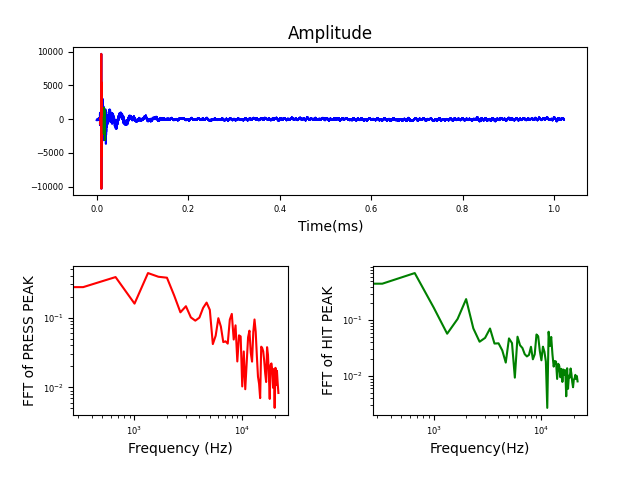 Amplitude
10000
5000
0
−5000
−10000
0.0 0.2 0.4 0.6 0.8 1.0
Time(ms)
FFT of PRESS PEAK
10⁻¹
10⁻²
10³ 10⁴
Frequency (Hz)
FFT of HIT PEAK
10⁻¹
10⁻²
10³ 10⁴
Frequency(Hz)